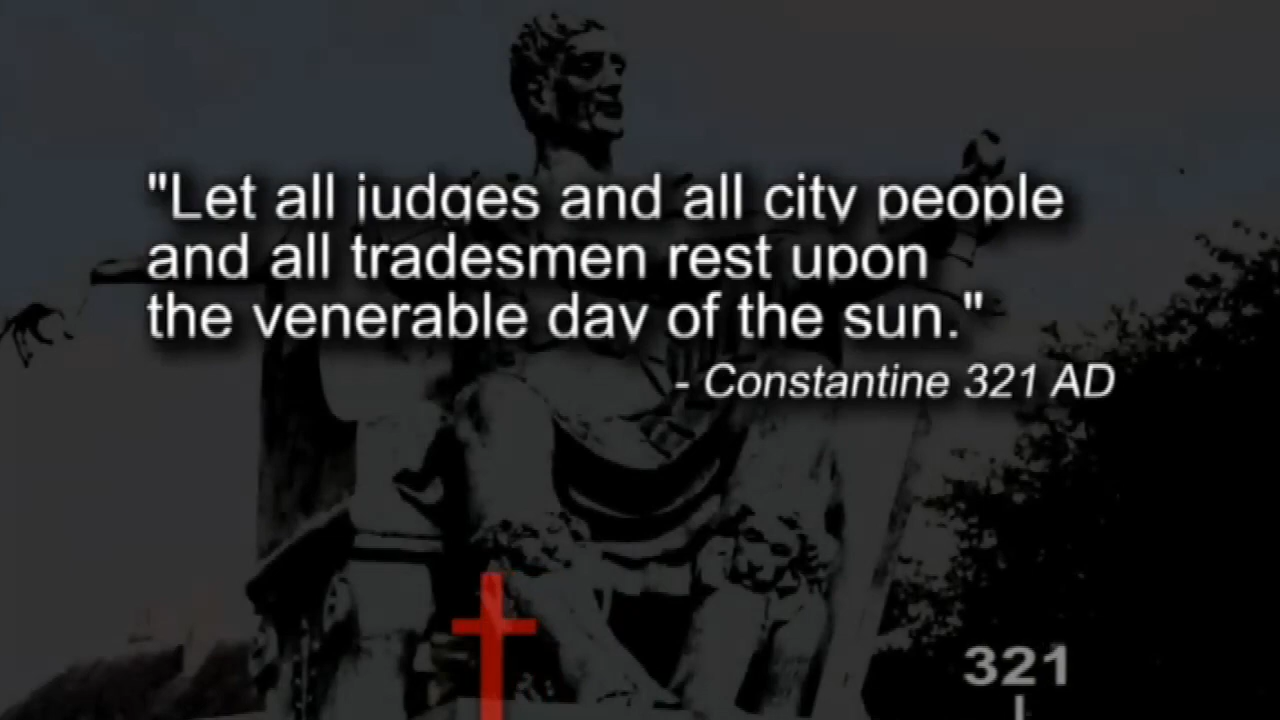 "Let all judges and all city people
and all tradesmen rest upon
the venerable day of the sun."
- Constantine 321 AD
321